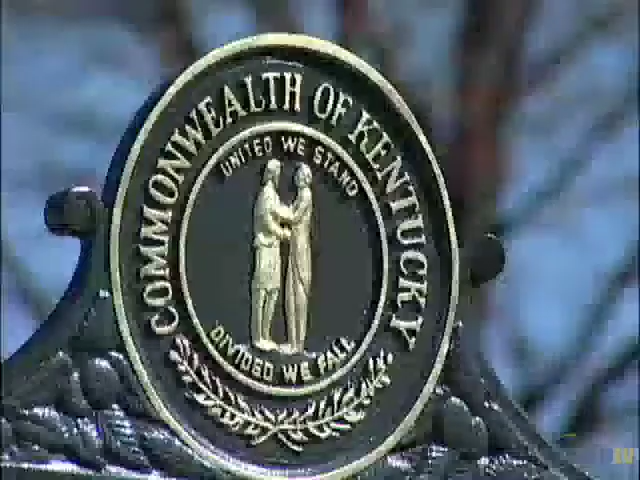 COMMONWEALTH OF KENTUCKY
UNITED WE STAND
DIVIDED WE FALL